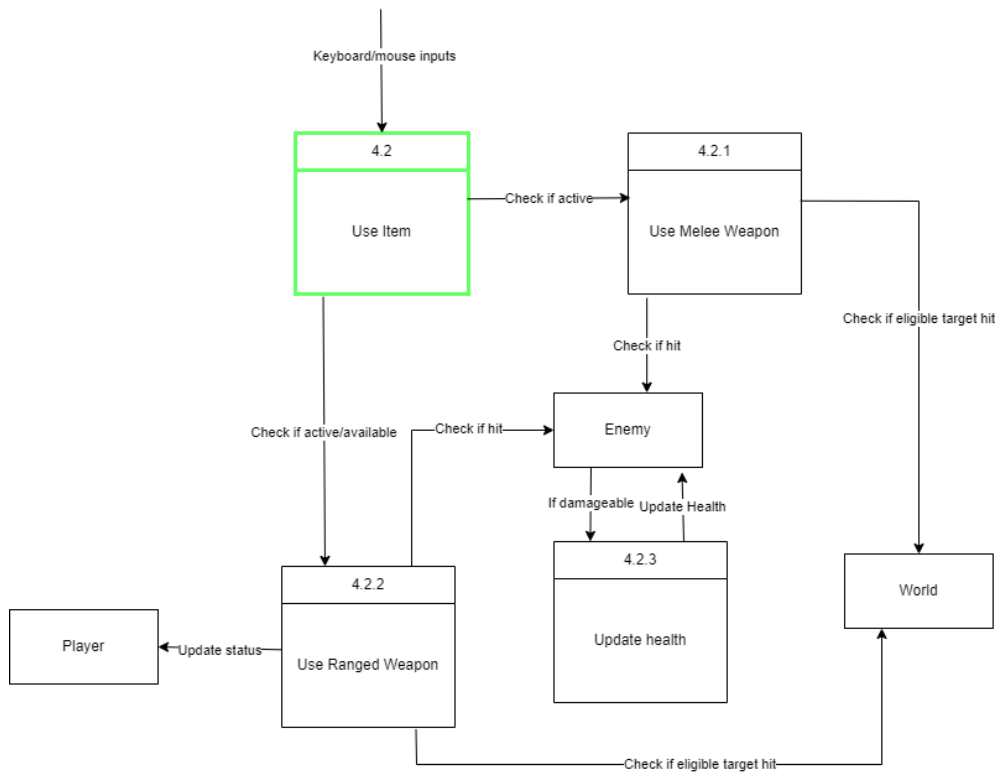 Keyboard/mouse inputs
4.2
Use Item
Check if active
4.2.1
Use Melee Weapon
Check if eligible target hit
Check if hit
Check if active/available
Check if hit
Enemy
If damageable
Update Health
4.2.3
Update health
4.2.2
Use Ranged Weapon
World
Player
Update status
Check if eligible target hit